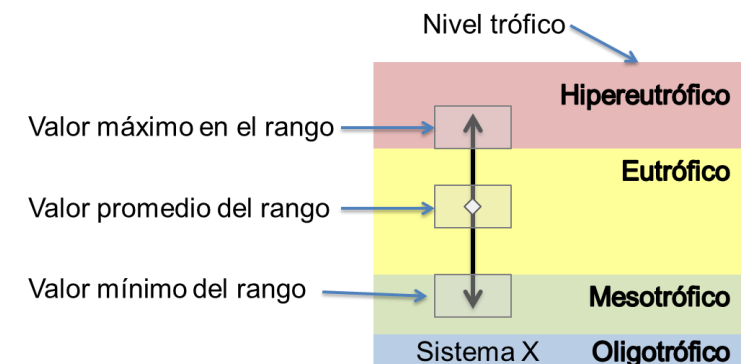 Nivel trófico
Hipereutrófico
Valor máximo en el rango
Eutrófico
Valor promedio del rango
Valor mínimo del rango
Mesotrófico
Sistema X
Oligotrófico